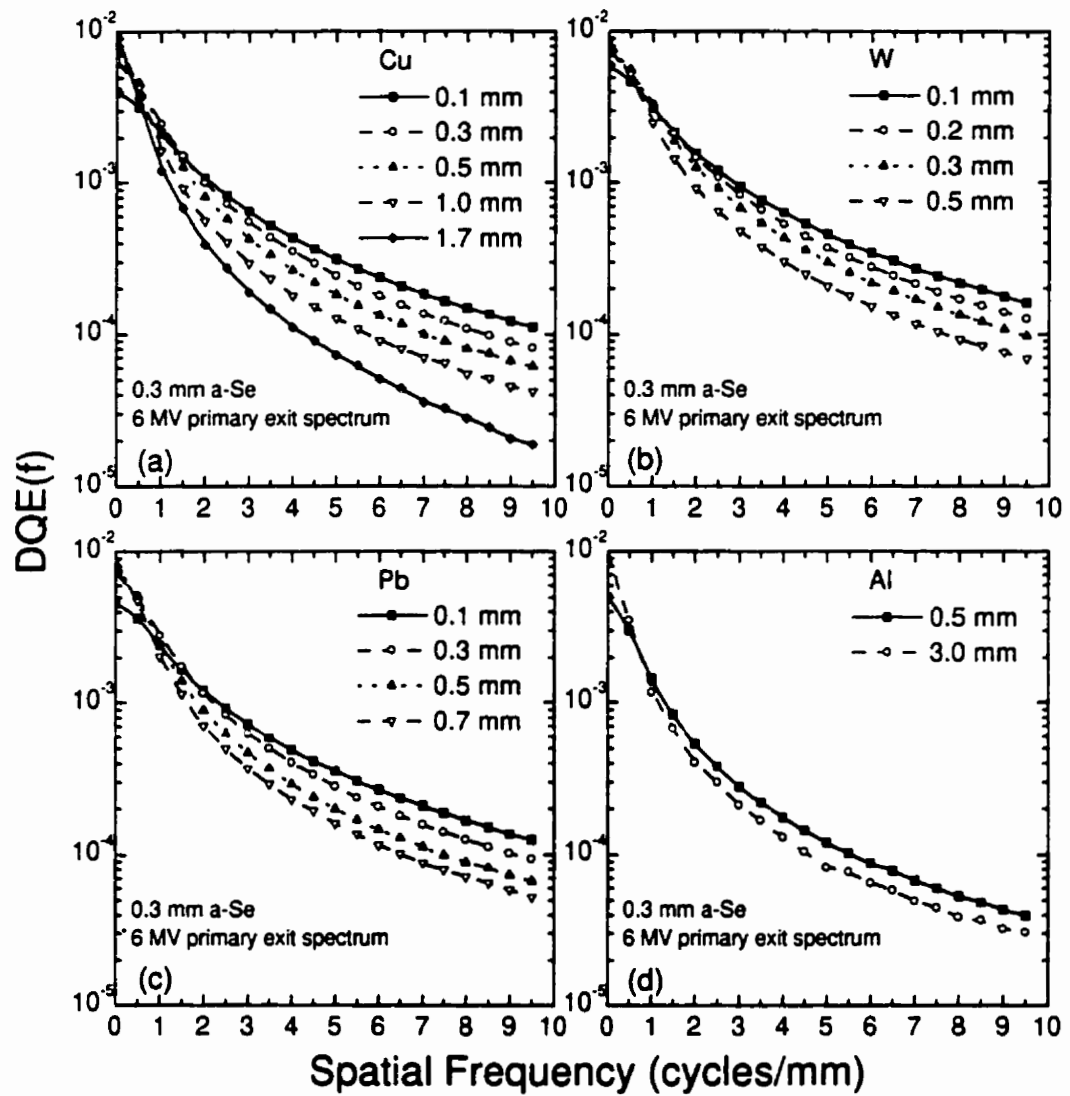 DQE(f)
10-2
10-3
10-4
10-5
Cu
0.1 mm
0.3 mm
0.5 mm
1.0 mm
1.7 mm
0.3 mm a-Se
6 MV primary exit spectrum
(a)
0 1 2 3 4 5 6 7 8 9 10
10-2
10-3
10-4
10-5
W
0.1 mm
0.2 mm
0.3 mm
0.5 mm
0.3 mm a-Se
6 MV primary exit spectrum
(b)
0 1 2 3 4 5 6 7 8 9 10
10-2
10-3
10-4
10-5
Pb
0.1 mm
0.3 mm
0.5 mm
0.7 mm
0.3 mm a-Se
6 MV primary exit spectrum
(c)
0 1 2 3 4 5 6 7 8 9 10
10-2
10-3
10-4
10-5
Al
0.5 mm
3.0 mm
0.3 mm a-Se
6 MV primary exit spectrum
(d)
0 1 2 3 4 5 6 7 8 9 10
Spatial Frequency (cycles/mm)